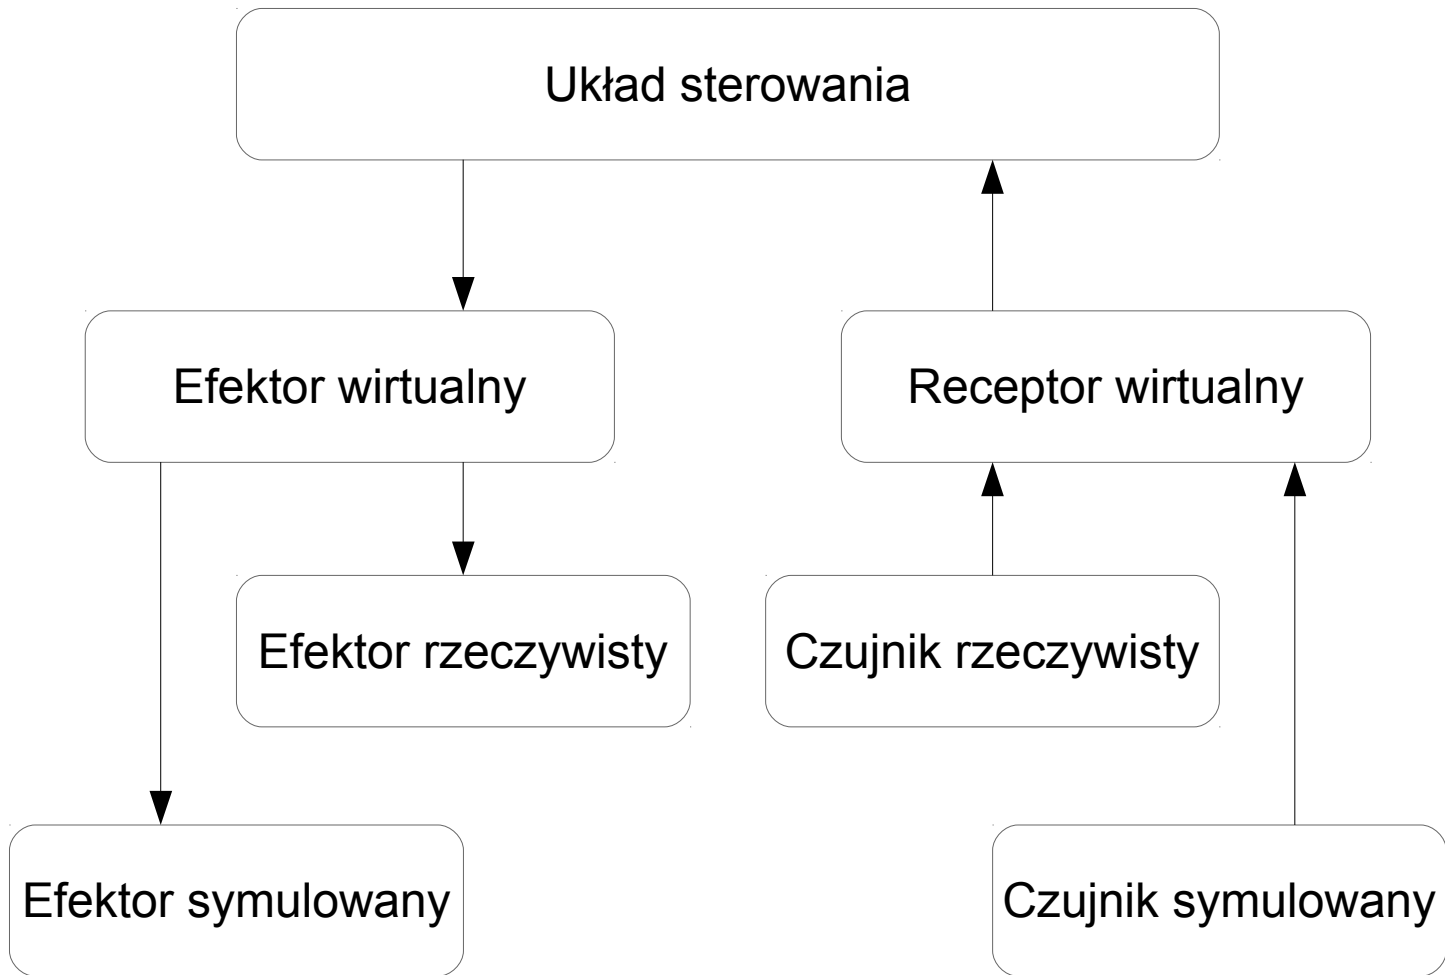 Układ sterowania
Efektor wirtualny
Receptor wirtualny
Efektor rzeczywisty
Czujnik rzeczywisty
Efektor symulowany
Czujnik symulowany